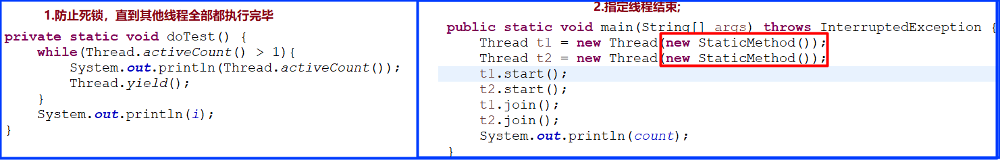 1.防止死锁，直到其他线程全部都执行完毕
private static void doTest() {
    while(Thread.activeCount() > 1){
        System.out.println(Thread.activeCount());
        Thread.yield();
    }
    System.out.println(i);
}
2.指定线程结束;
public static void main(String[] args) throws InterruptedException {
    Thread t1 = new Thread(new StaticMethod());
    Thread t2 = new Thread(new StaticMethod());
    t1.start();
    t2.start();
    t1.join();
    t2.join();
    System.out.println(count);
}